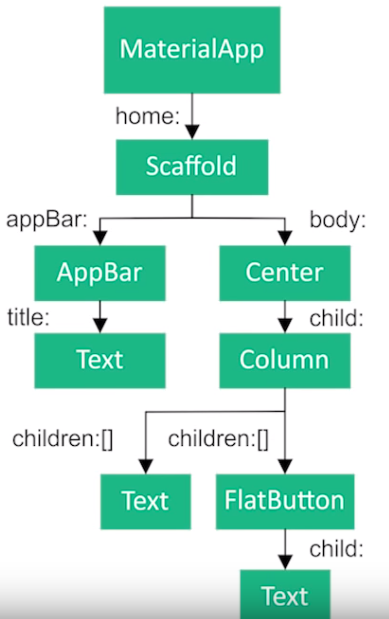 MaterialApp
home:
Scaffold
appBar:
body:
AppBar
Center
title:
child:
Text
Column
children:[]
children:[]
Text
FlatButton
child:
Text